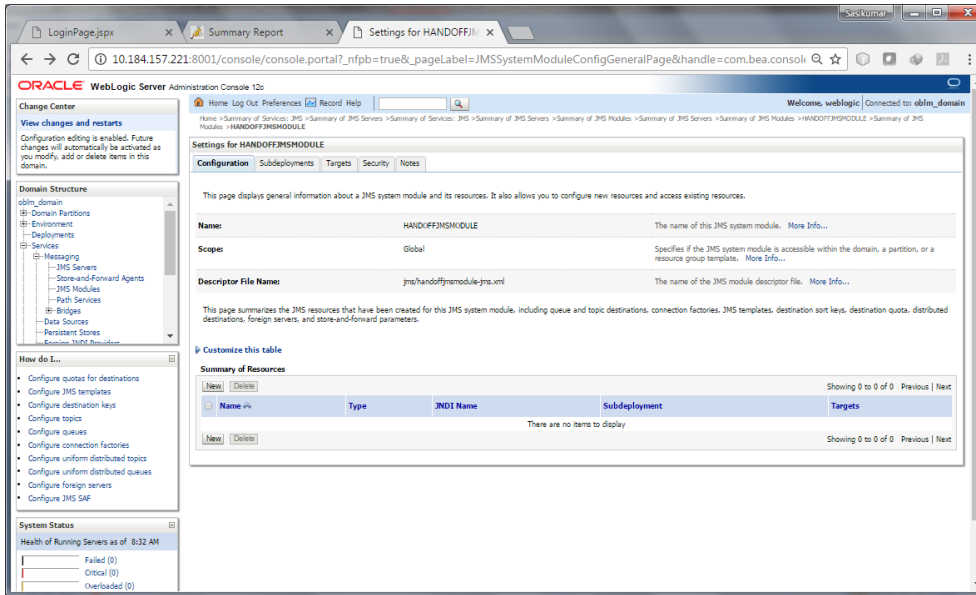 Sasikumar
LoginPage.jspx
Summary Report
Settings for HANDOFFJM
10.184.157.221:8001/console/console.portal?_nfpb=true&_pageLabel=JMSSystemModuleConfigGeneralPage&handle=com.bea.console
ORACLE WebLogic Server Administration Console 12c
Change Center
View changes and restarts
Configuration editing is enabled. Future
changes will automatically be activated as
you modify, add or delete items in this
domain.
Domain Structure
oblm_domain
Domain Partitions
Environment
Deployments
Services
Messaging
JMS Servers
Store-and-Forward Agents
JMS Modules
Path Services
Bridges
Data Sources
Persistent Stores
Foreign JNDI Providers
How do I...
Configure quotas for destinations
Configure JMS templates
Configure destination keys
Configure topics
Configure queues
Configure connection factories
Configure uniform distributed topics
Configure uniform distributed queues
Configure foreign servers
Configure JMS SAF
System Status
Health of Running Servers as of 8:32 AM
Failed (0)
Critical (0)
Overloaded (0)
Home Log Out Preferences Record Help
Welcome, weblogic Connected to: oblm_domain
Home >Summary of Services: JMS >Summary of JMS Servers >Summary of Services: JMS >Summary of JMS Servers >Summary of JMS Modules >Summary of JMS Servers >Summary of JMS Modules >HANDOFFJMSMODULE >Summary of JMS
Modules >HANDOFFJMSMODULE
Settings for HANDOFFJMSMODULE
Configuration Subdeployments Targets Security Notes
This page displays general information about a JMS system module and its resources. It also allows you to configure new resources and access existing resources.
Name: HANDOFFJMSMODULE The name of this JMS system module. More Info...
Scope: Global Specifies if the JMS system module is accessible within the domain, a partition, or a
resource group template. More Info...
Descriptor File Name: jms/handoffjmsmodule-jms.xml The name of the JMS module descriptor file. More Info...
This page summarizes the JMS resources that have been created for this JMS system module, including queue and topic destinations, connection factories, JMS templates, destination sort keys, destination quota, distributed
destinations, foreign servers, and store-and-forward parameters.
Customize this table
Summary of Resources
New Delete Showing 0 to 0 of 0 Previous | Next
Name Type JNDI Name Subdeployment Targets
There are no items to display
New Delete Showing 0 to 0 of 0 Previous | Next